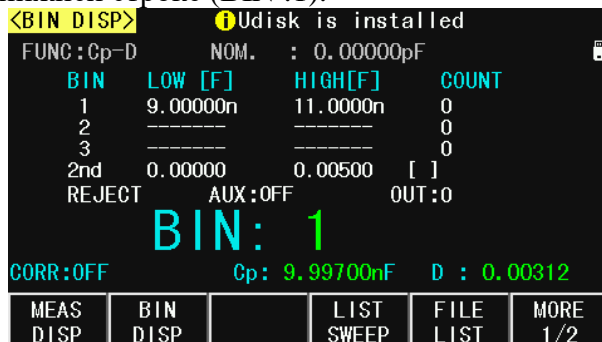 <BIN DISP> Udisk is installed
FUNC:Cp-D NOM. : 0.00000pF
BIN LOW [F] HIGH[F] COUNT
1 9.00000n 11.0000n 0
2 ------- ------- 0
3 ------- ------- 0
2nd 0.00000 0.00500 [ ]
REJECT AUX:OFF OUT:0
BIN: 1
CORR:OFF Cp: 9.99700nF D : 0.00312
MEAS DISP BIN DISP LIST SWEEP FILE LIST MORE 1/2